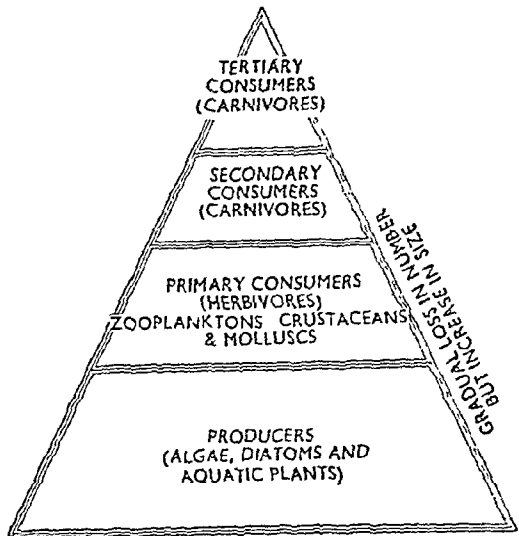 TERTIARY
CONSUMERS
(CARNIVORES)
SECONDARY
CONSUMERS
(CARNIVORES)
PRIMARY CONSUMERS
(HERBIVORES)
ZOOPLANKTONS CRUSTACEANS
& MOLLUSCS
PRODUCERS
(ALGAE, DIATOMS AND
AQUATIC PLANTS)
GRADUAL LOSS IN NUMBER
BUT INCREASE IN SIZE